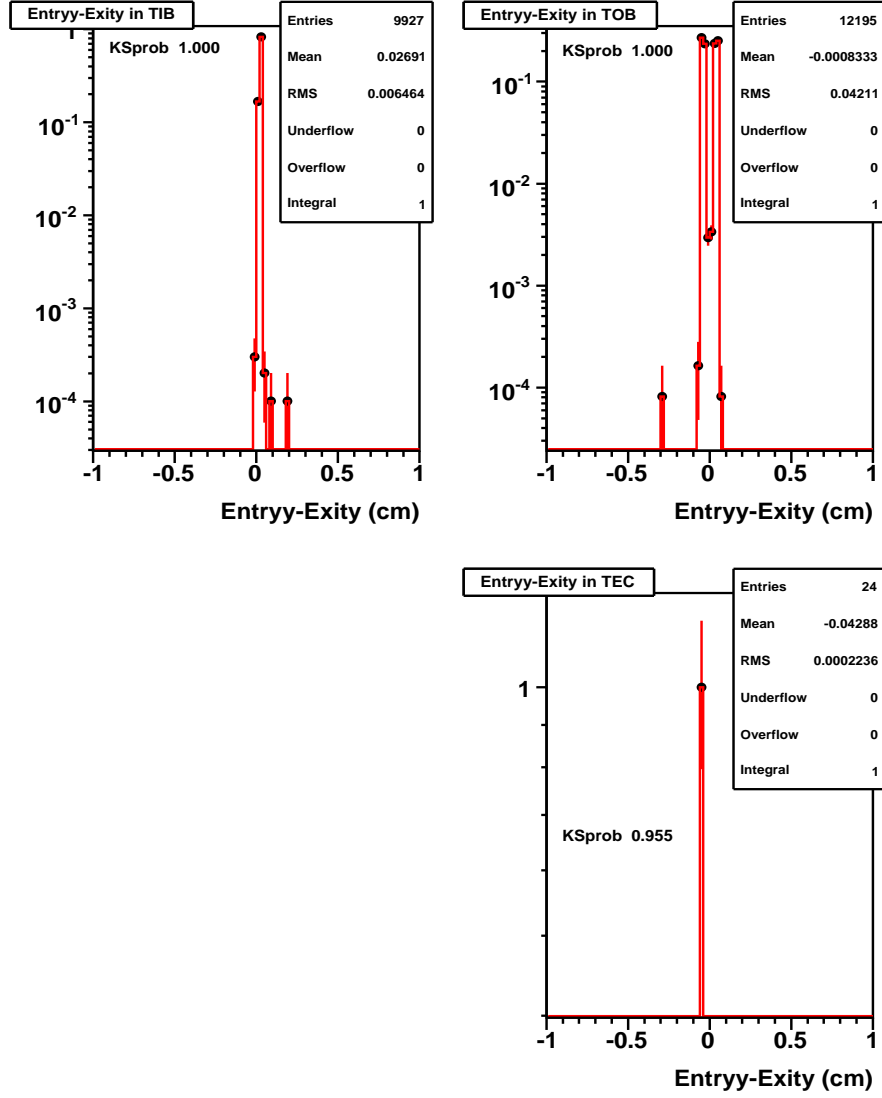 Entryy-Exity in TIB
KSprob 1.000
Entries 9927
Mean 0.02691
RMS 0.006464
Underflow 0
Overflow 0
Integral 1
1
10-1
10-2
10-3
10-4
-1 -0.5 0 0.5 1
Entryy-Exity (cm)
Entryy-Exity in TOB
KSprob 1.000
Entries 12195
Mean -0.0008333
RMS 0.04211
Underflow 0
Overflow 0
Integral 1
10-1
10-2
10-3
10-4
-1 -0.5 0 0.5 1
Entryy-Exity (cm)
Entryy-Exity in TEC
Entries 24
Mean -0.04288
RMS 0.0002236
Underflow 0
Overflow 0
Integral 1
1
KSprob 0.955
-1 -0.5 0 0.5 1
Entryy-Exity (cm)